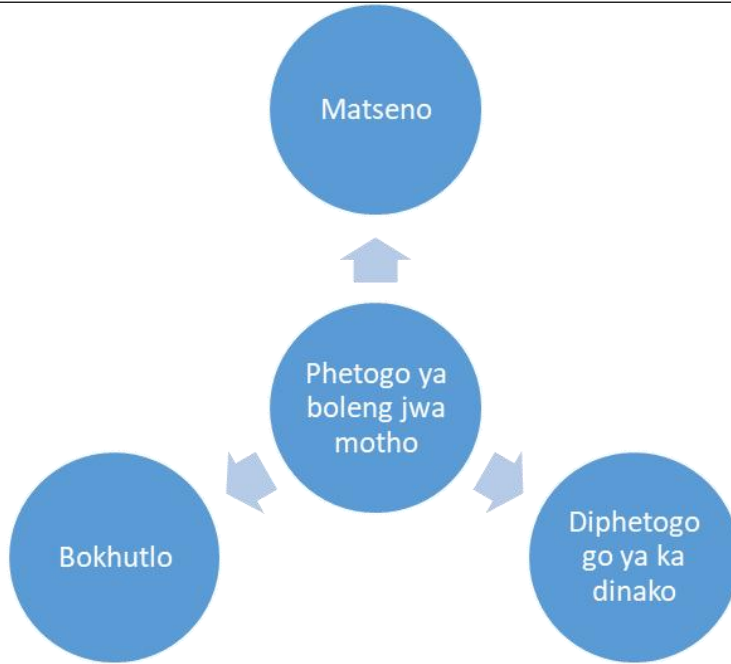 Matseno
Phetogo ya
boleng jwa
motho
Bokhutlo
Diphetogo
go ya ka
dinako